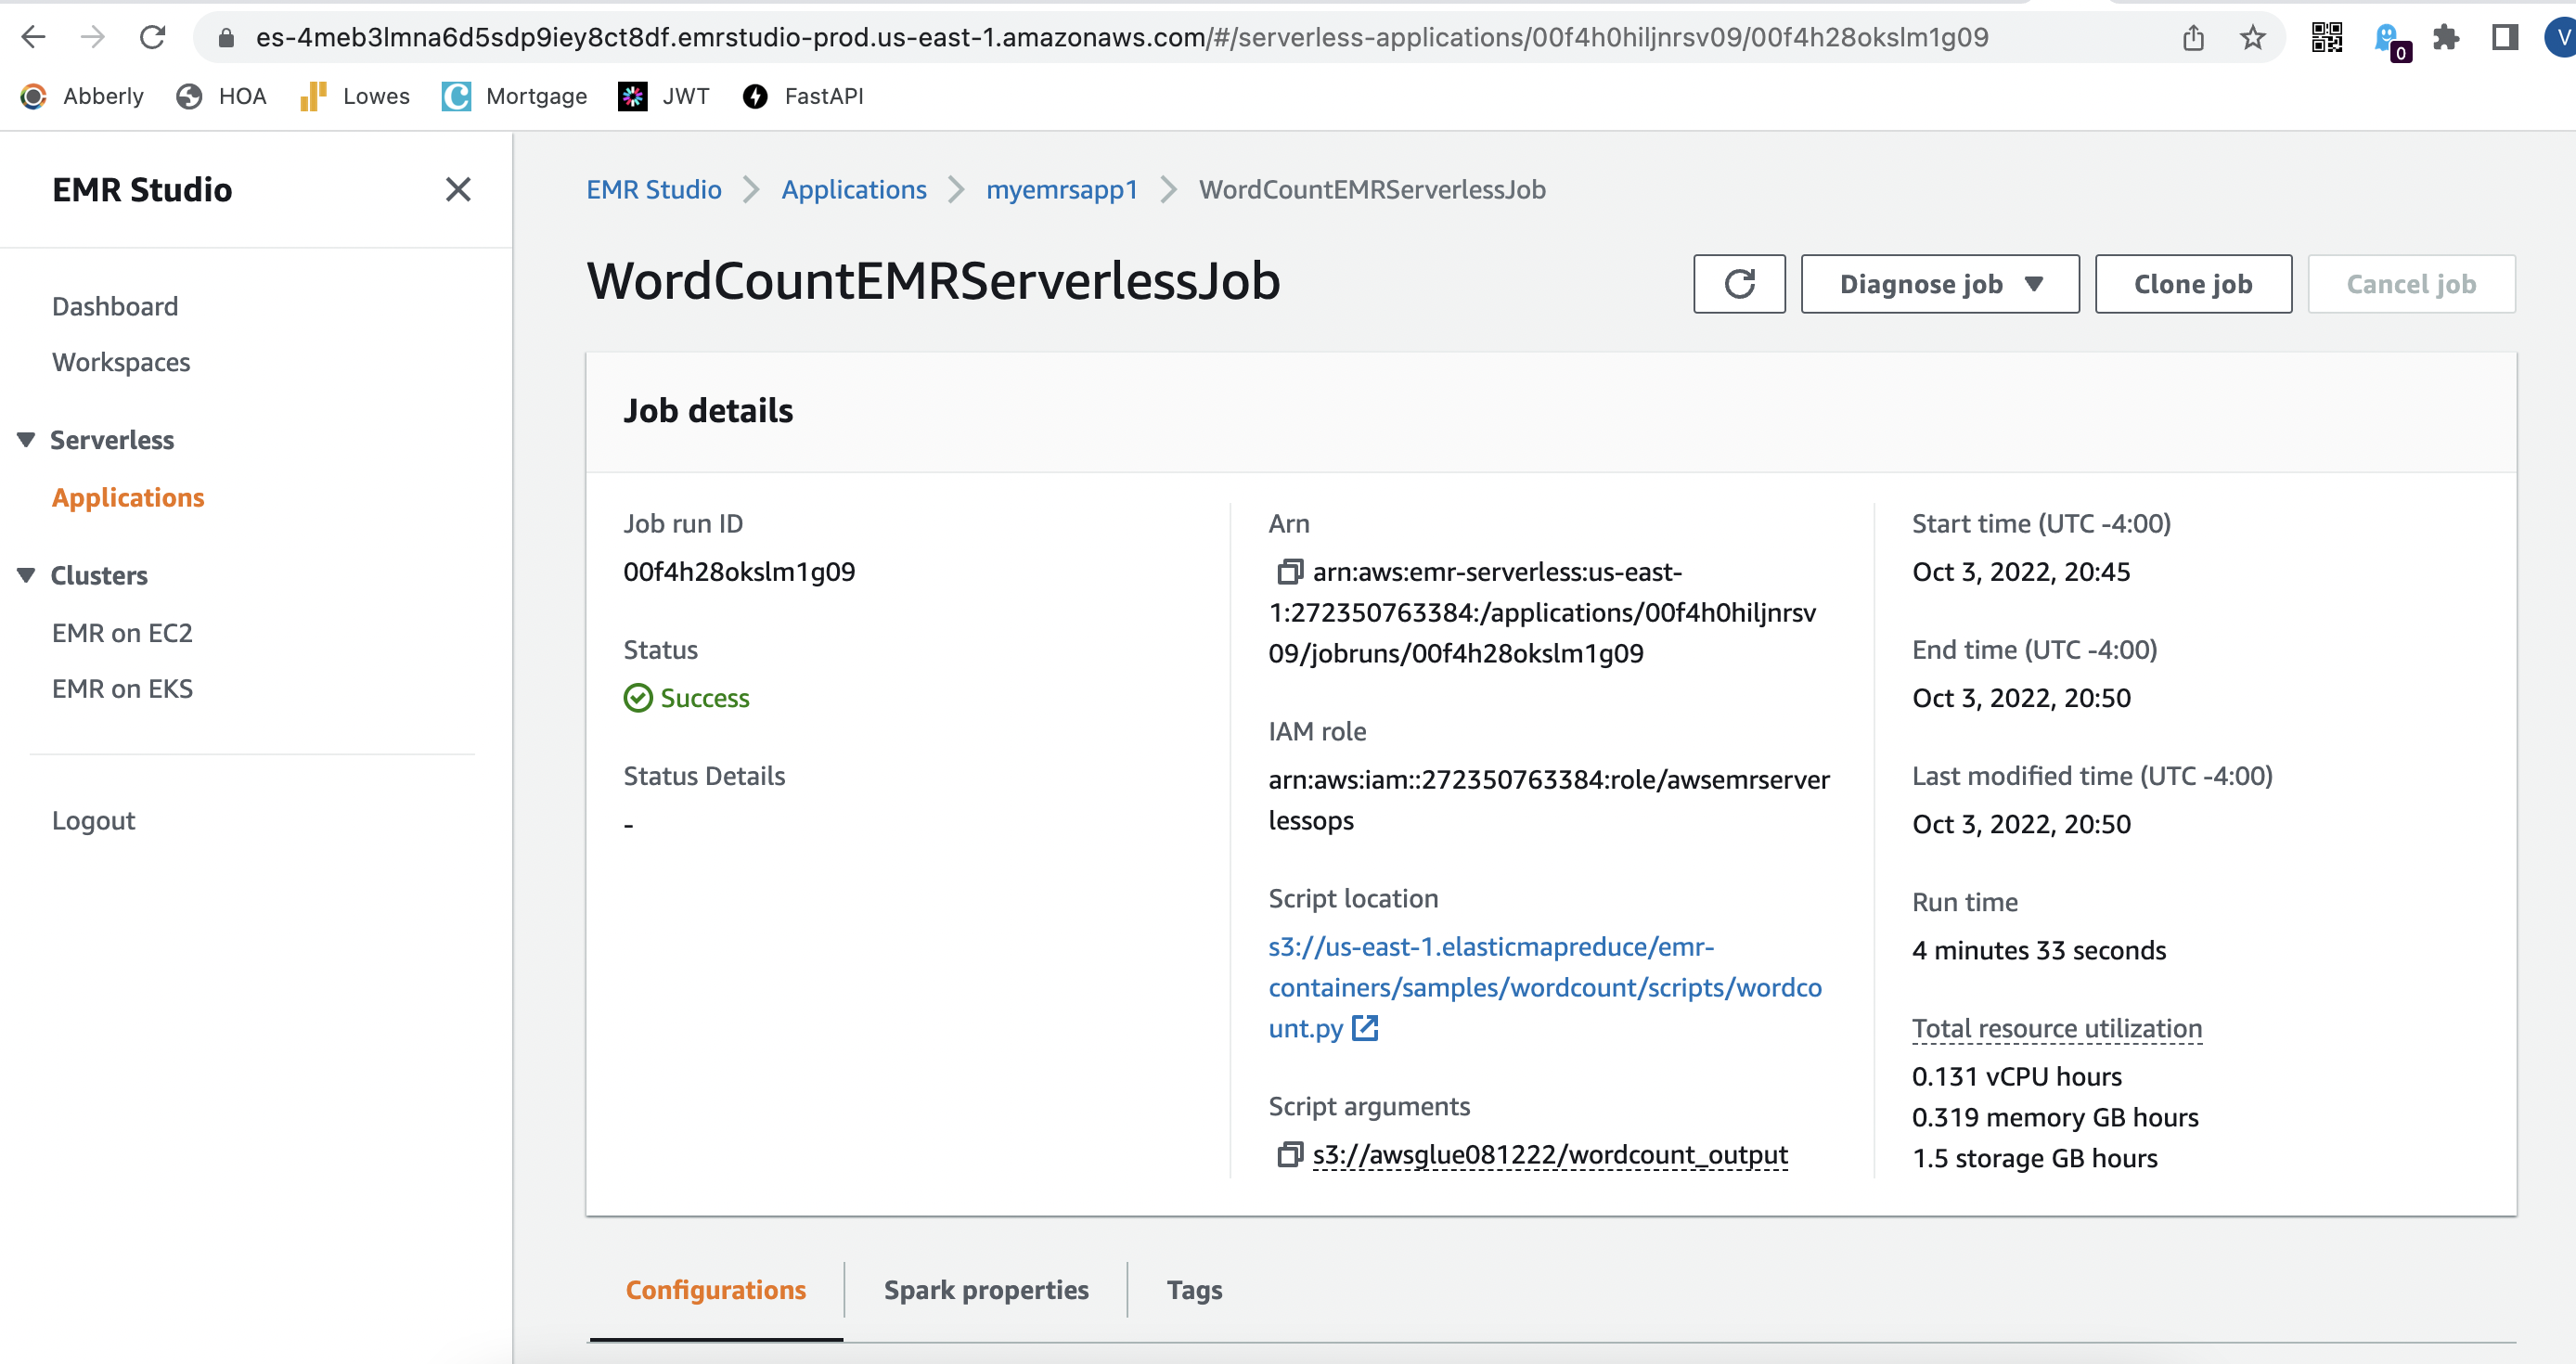 es-4meb3lmna6d5sdp9iey8ct8df.emrstudio-prod.us-east-1.amazonaws.com/#/serverless-applications/00f4h0hiljnrsv09/00f4h28okslm1g09
0
V
Abberly
HOA
Lowes
Mortgage
JWT
FastAPI
EMR Studio
Dashboard
Workspaces
Serverless
Applications
Clusters
EMR on EC2
EMR on EKS
Logout
EMR Studio
Applications
myemrsapp1
WordCountEMRServerlessJob
WordCountEMRServerlessJob
Diagnose job
Clone job
Cancel job
Job details
Job run ID
00f4h28okslm1g09
Status
Success
Status Details
-
Arn
arn:aws:emr-serverless:us-east-
1:272350763384:/applications/00f4h0hiljnrsv
09/jobruns/00f4h28okslm1g09
IAM role
arn:aws:iam::272350763384:role/awsemrserver
lessops
Script location
s3://us-east-1.elasticmapreduce/emr-
containers/samples/wordcount/scripts/wordco
unt.py
Script arguments
s3://awsglue081222/wordcount_output
Start time (UTC -4:00)
Oct 3, 2022, 20:45
End time (UTC -4:00)
Oct 3, 2022, 20:50
Last modified time (UTC -4:00)
Oct 3, 2022, 20:50
Run time
4 minutes 33 seconds
Total resource utilization
0.131 vCPU hours
0.319 memory GB hours
1.5 storage GB hours
Configurations
Spark properties
Tags